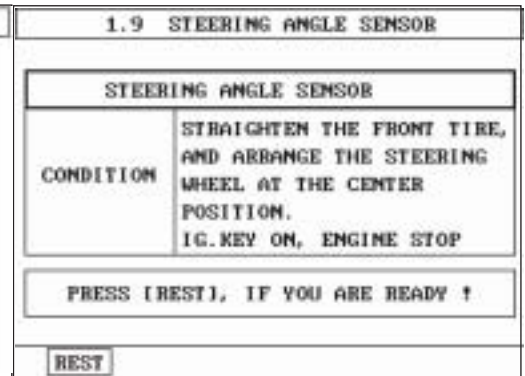 1.9 STEERING ANGLE SENSOR
STEERING ANGLE SENSOR
CONDITION
STRAIGHTEN THE FRONT TIRE,
AND ARRANGE THE STEERING
WHEEL AT THE CENTER
POSITION.
IG.KEY ON, ENGINE STOP
PRESS [REST], IF YOU ARE READY !
REST